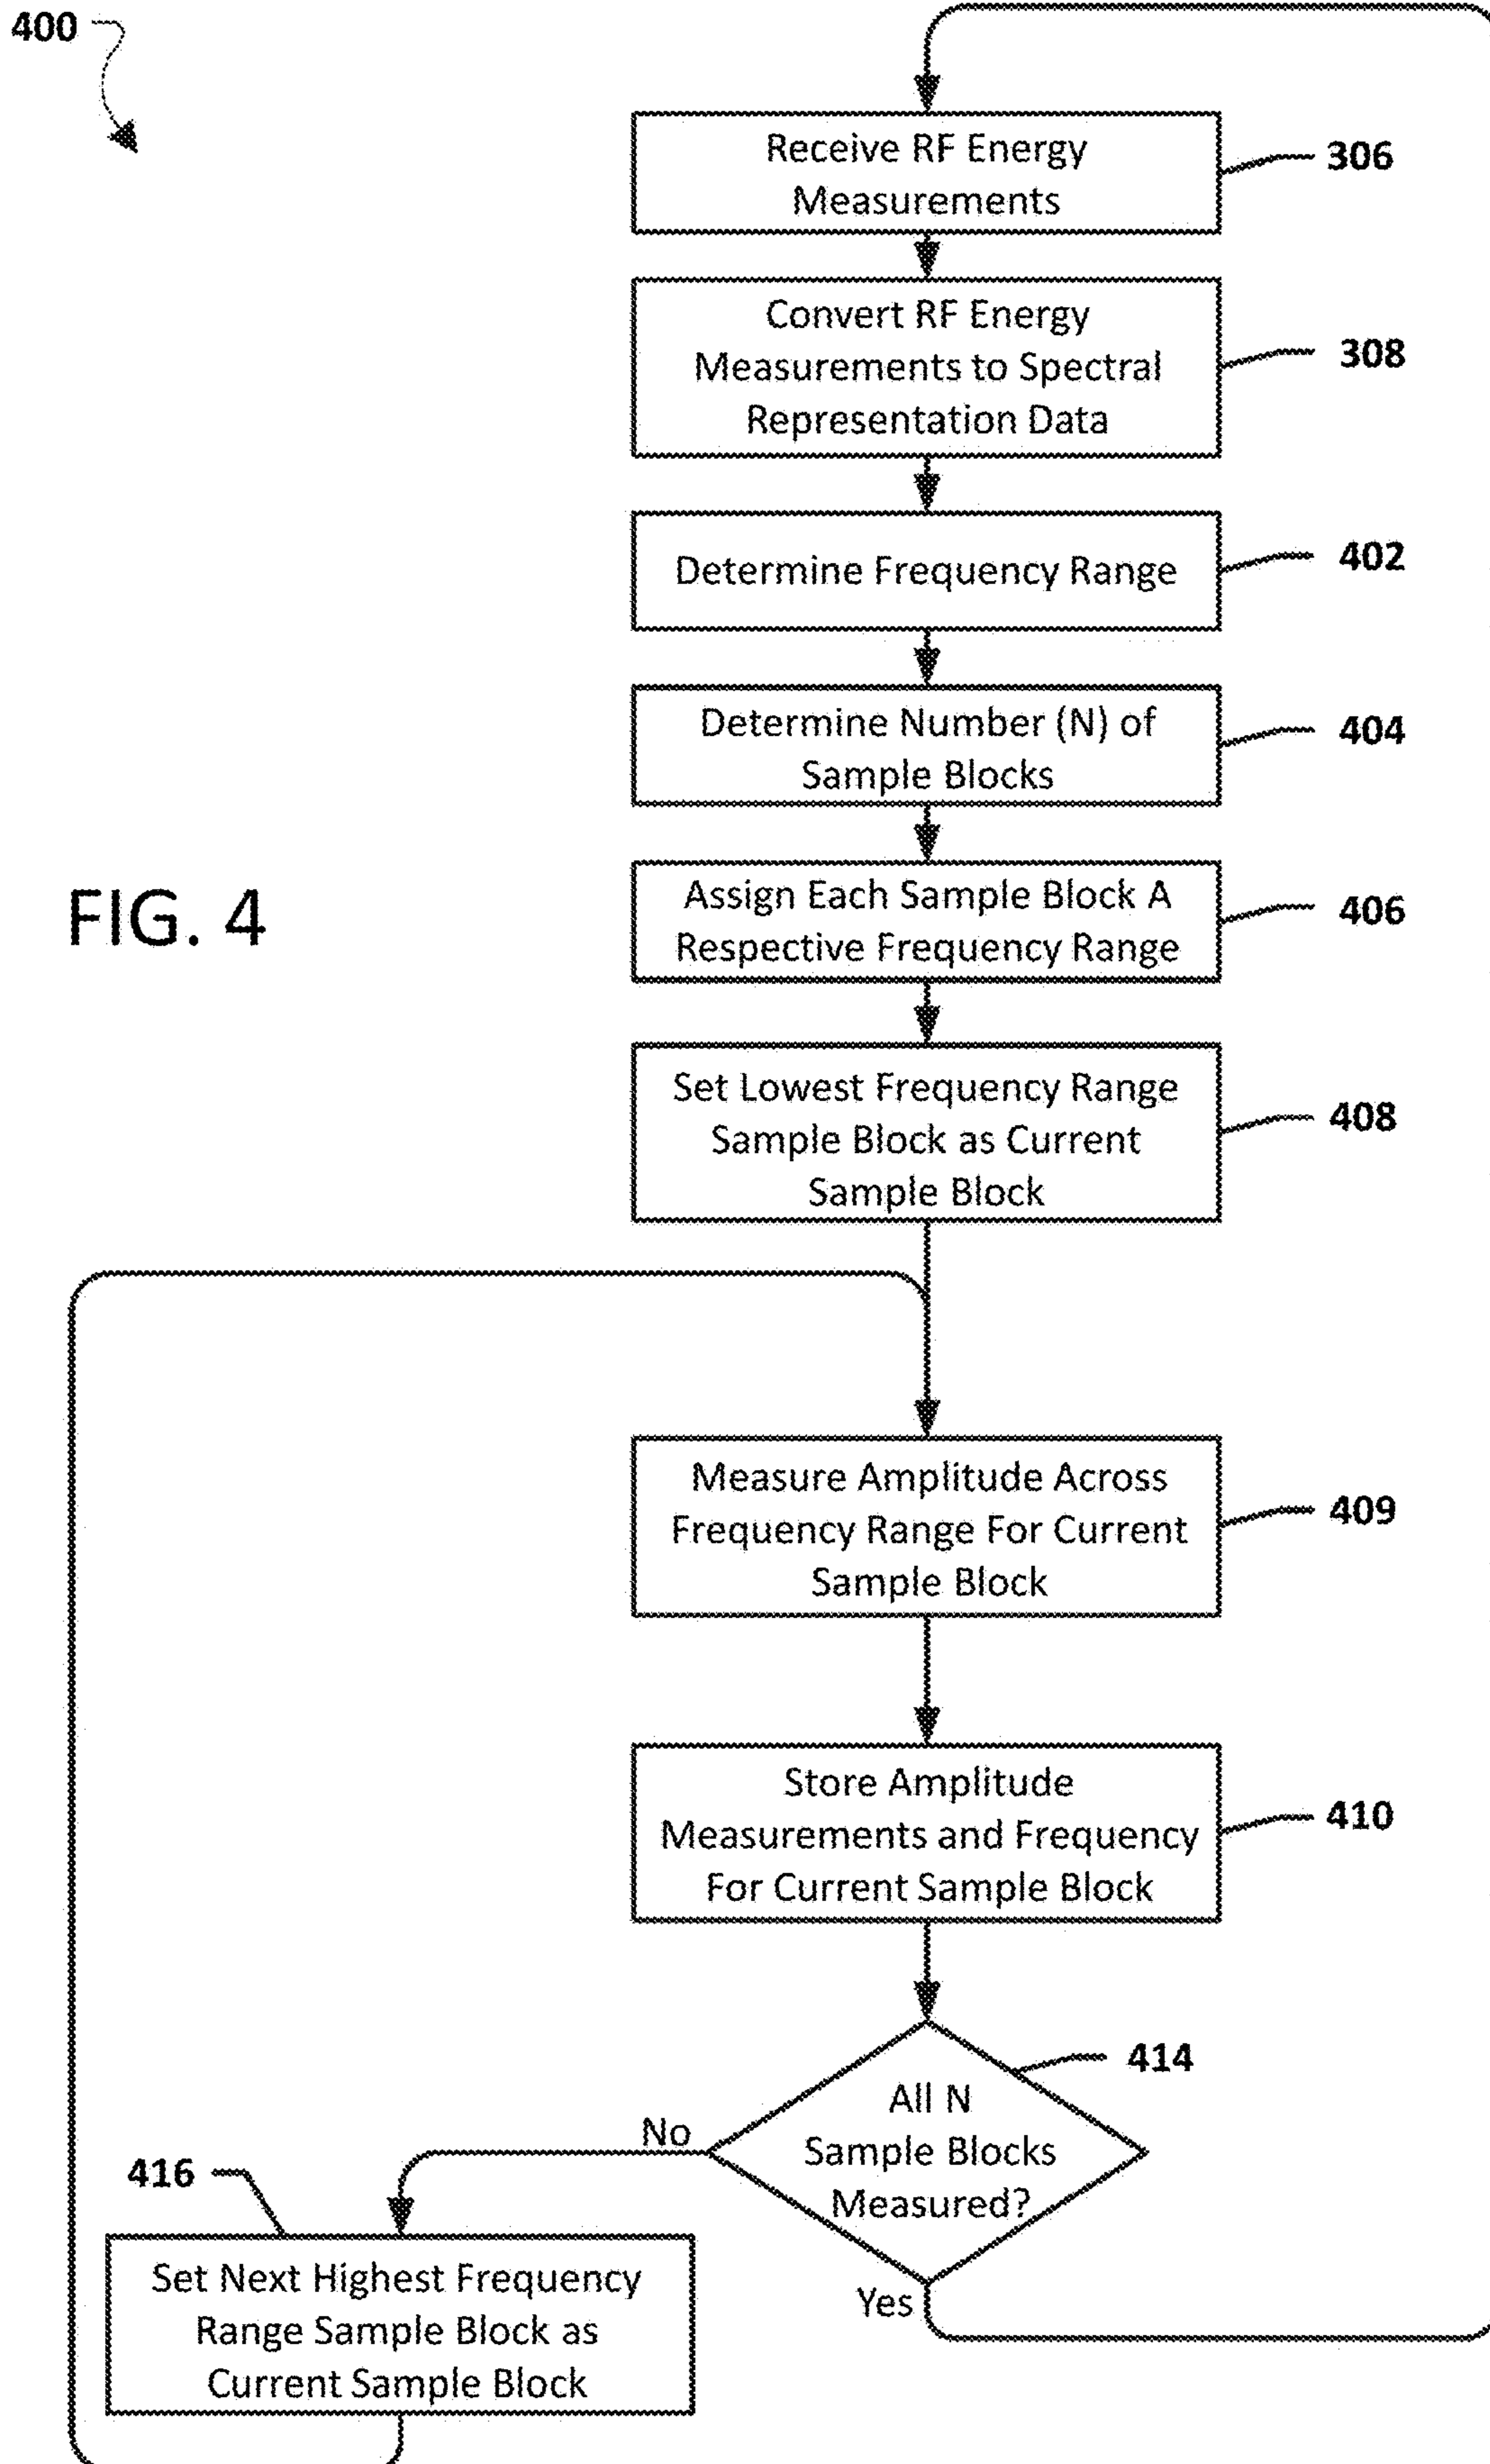 400
Receive RF Energy
Measurements
306
Convert RF Energy
Measurements to Spectral
Representation Data
308
Determine Frequency Range
402
Determine Number (N) of
Sample Blocks
404
FIG. 4
Assign Each Sample Block A
Respective Frequency Range
406
Set Lowest Frequency Range
Sample Block as Current
Sample Block
408
Measure Amplitude Across
Frequency Range For Current
Sample Block
409
Store Amplitude
Measurements and Frequency
For Current Sample Block
410
414
All N
Sample Blocks
Measured?
No
Yes
416
Set Next Highest Frequency
Range Sample Block as
Current Sample Block